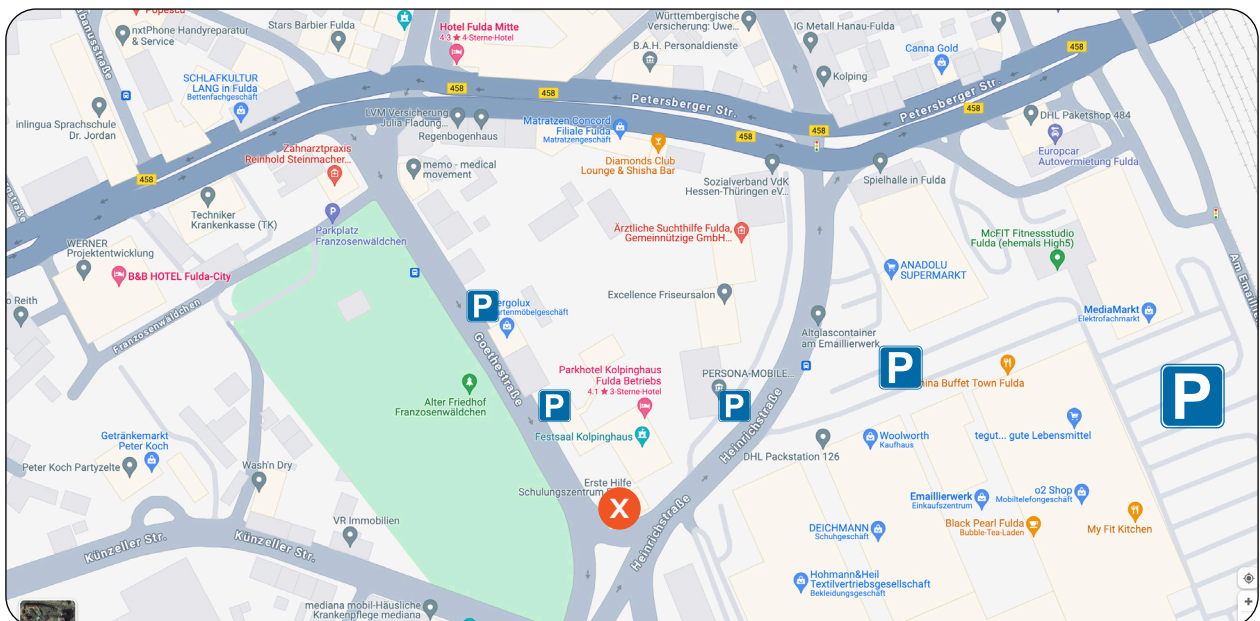 Popescu
nxtPhone Handyreparatur
& Service
Stars Barbier Fulda
Hotel Fulda Mitte
4.3 ★ 4-Sterne-Hotel
Württembergische
Versicherung: Uwe...
B.A.H. Personaldienste
IG Metall Hanau-Fulda
Kolping
Canna Gold
458
Petersberger Str.
458
DHL Paketshop 484
Europcar
Autovermietung Fulda
SCHLAFKULTUR
LANG in Fulda
Bettenfachgeschäft
458
458
Petersberger Str.
458
458
inlingua Sprachschule
Dr. Jordan
LVM Versicherung
Julia Fladung...
Regenbogenhaus
Matratzen Concord
Filiale Fulda
Matratzengeschäft
Diamonds Club
Lounge & Shisha Bar
Zahnarztpraxis
Reinhold Steinmacher...
memo - medical
movement
458
Sozialverband VdK
Hessen-Thüringen eV...
Spielhalle in Fulda
Techniker
Krankenkasse (TK)
P
Parkplatz
Franzosenwäldchen
Ärztliche Suchthilfe Fulda,
Gemeinnützige GmbH...
McFIT Fitnessstudio
Fulda (ehemals High5)
WERNER
Projektentwicklung
B&B HOTEL Fulda-City
ANADOLU
SUPERMARKT
Am Emaillierwerk
o Reith
Franzosenwäldchen
P
ergolux
artenmöbelgeschäft
Excellence Friseursalon
Altglascontainer
am Emaillierwerk
MediaMarkt
Elektrofachmarkt
Goethestraße
Parkhotel Kolpinghaus
Fulda Betriebs
4.1 ★ 3-Sterne-Hotel
PERSONA-MOBILE...
P
hina Buffet Town Fulda
P
Alter Friedhof
Franzosenwäldchen
P
P
Festsaal Kolpinghaus
Heinrichstraße
DHL Packstation 126
Woolworth
Kaufhaus
tegut... gute Lebensmittel
Getränkemarkt
Peter Koch
Peter Koch Partyzelte
Wash'n Dry
Erste Hilfe
Schulungszentrum
X
Heinrichstraße
Emaillierwerk
Einkaufszentrum
o2 Shop
Mobiltelefongeschäft
VR Immobilien
DEICHMANN
Schuhgeschäft
Black Pearl Fulda
Bubble-Tea-Laden
My Fit Kitchen
Künzeller Str.
Künzeller Str.
Hohmann&Heil
Textilvertriebsgesellschaft
Bekleidungsgeschäft
mediana mobil-Häusliche
Krankenpflege mediana